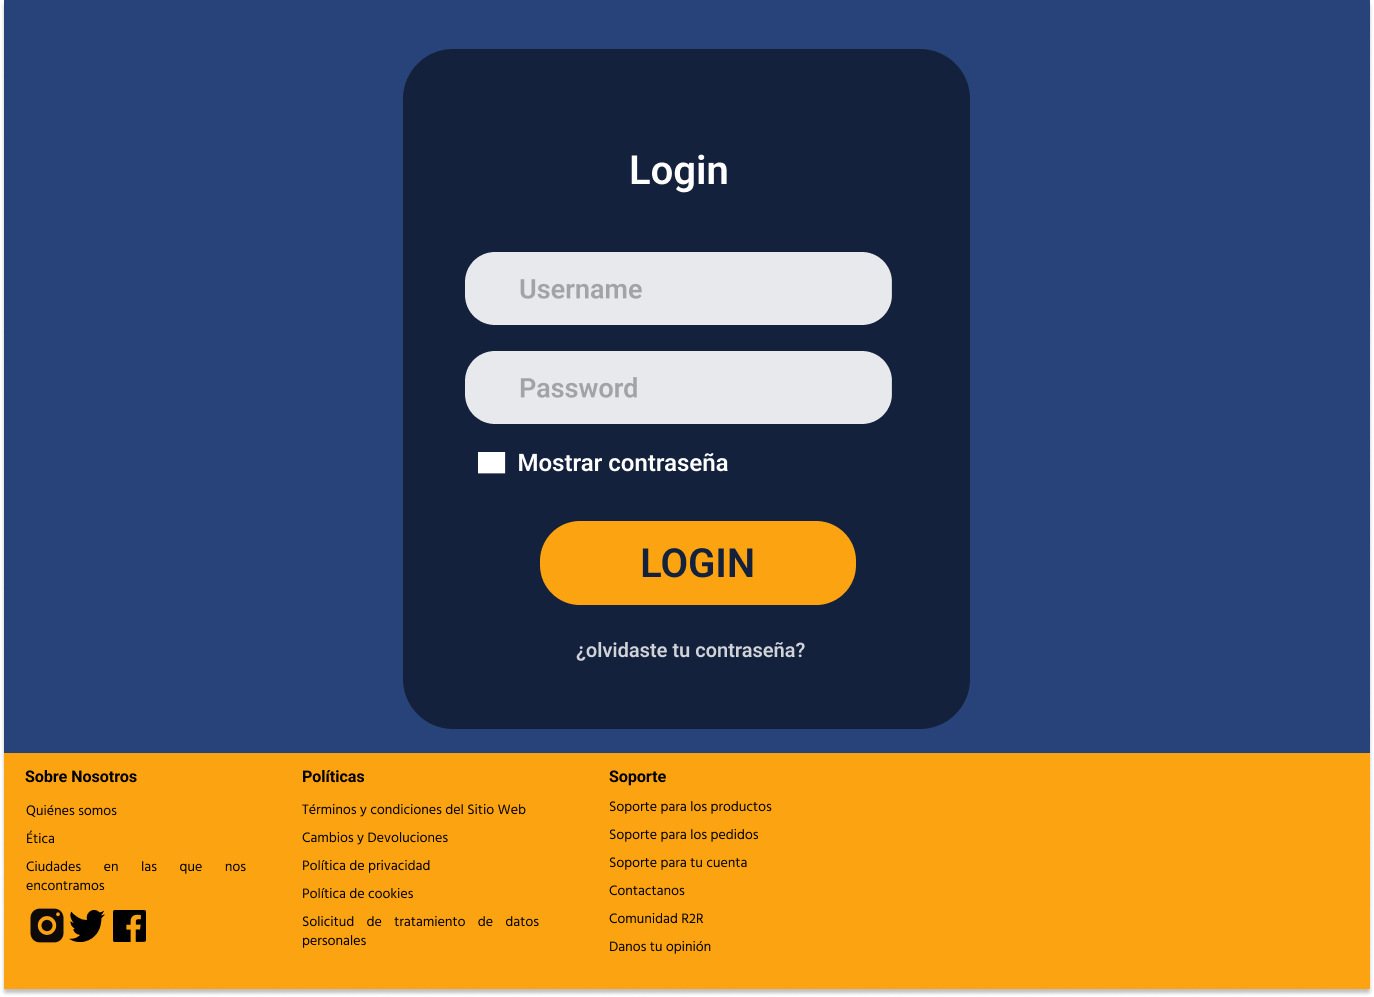 Login
Username
Password
Mostrar contraseña
LOGIN
¿olvidaste tu contraseña?
Sobre Nosotros
Quiénes somos
Ética
Ciudades en las que nos
encontramos
Políticas
Términos y condiciones del Sitio Web
Cambios y Devoluciones
Política de privacidad
Política de cookies
Solicitud de tratamiento de datos
personales
Soporte
Soporte para los productos
Soporte para los pedidos
Soporte para tu cuenta
Contactanos
Comunidad R2R
Danos tu opinión